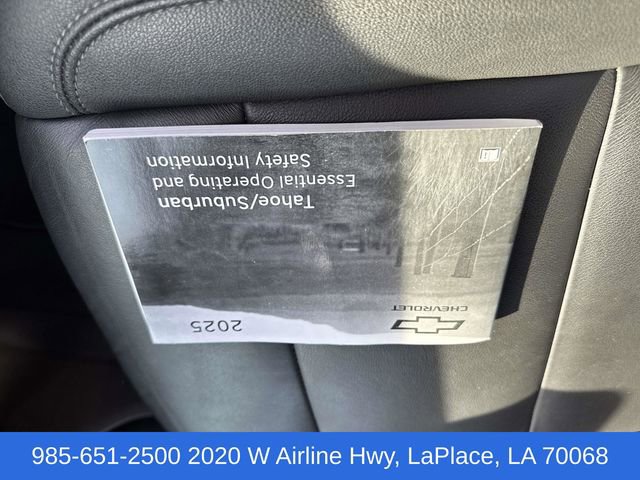 2025
CHEVROLET
Tahoe/Suburban
Essential Operating and
Safety Information
985-651-2500 2020 W Airline Hwy, LaPlace, LA 70068